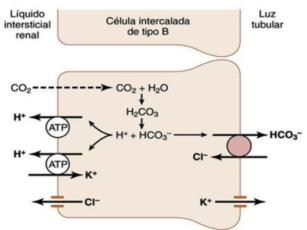 Líquido
intersticial
renal
Célula intercalada
de tipo B
Luz
tubular
CO₂
CO₂ + H₂O
H₂CO₃
H⁺
ATP
H⁺ + HCO₃⁻
HCO₃⁻
H⁺
ATP
K⁺
Cl⁻
Cl⁻
K⁺